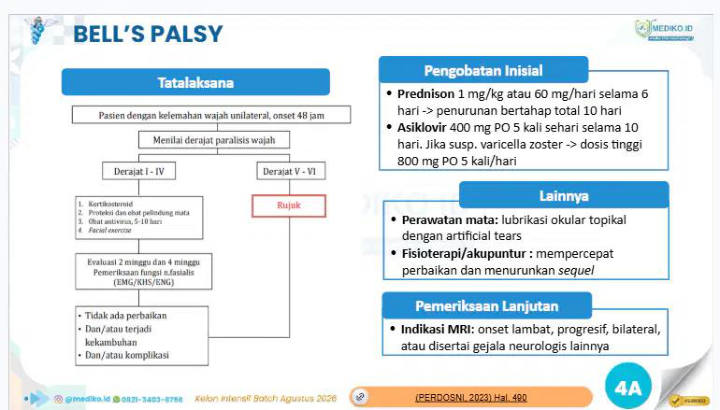 BELL'S PALSY
MEDIKO.ID
Tatalaksana
Pasien dengan kelemahan wajah unilateral, onset 48 jam
Menilai derajat paralisis wajah
Derajat I - IV
Derajat V - VI
1. Kortikosteroid
2. Proteksi dan obat pelindung mata
3. Obat antivirus, 5-10 hari
4. Facial exercise
Rujuk
Evaluasi 2 minggu dan 4 minggu
Pemeriksaan fungsi n.fasialis
(EMG/KHS/ENG)
• Tidak ada perbaikan
• Dan/atau terjadi
kekambuhan
• Dan/atau komplikasi
Pengobatan Inisial
• Prednison 1 mg/kg atau 60 mg/hari selama 6
hari -> penurunan bertahap total 10 hari
• Asiklovir 400 mg PO 5 kali sehari selama 10
hari. Jika susp. varicella zoster -> dosis tinggi
800 mg PO 5 kali/hari
Lainnya
• Perawatan mata: lubrikasi okular topikal
dengan artificial tears
• Fisioterapi/akupuntur : mempercepat
perbaikan dan menurunkan sequel
Pemeriksaan Lanjutan
• Indikasi MRI: onset lambat, progresif, bilateral,
atau disertai gejala neurologis lainnya
4A
@mediko.id
Kelon Intensif Batch Agustus 2026
(PERDOSNI, 2023) Hal. 490